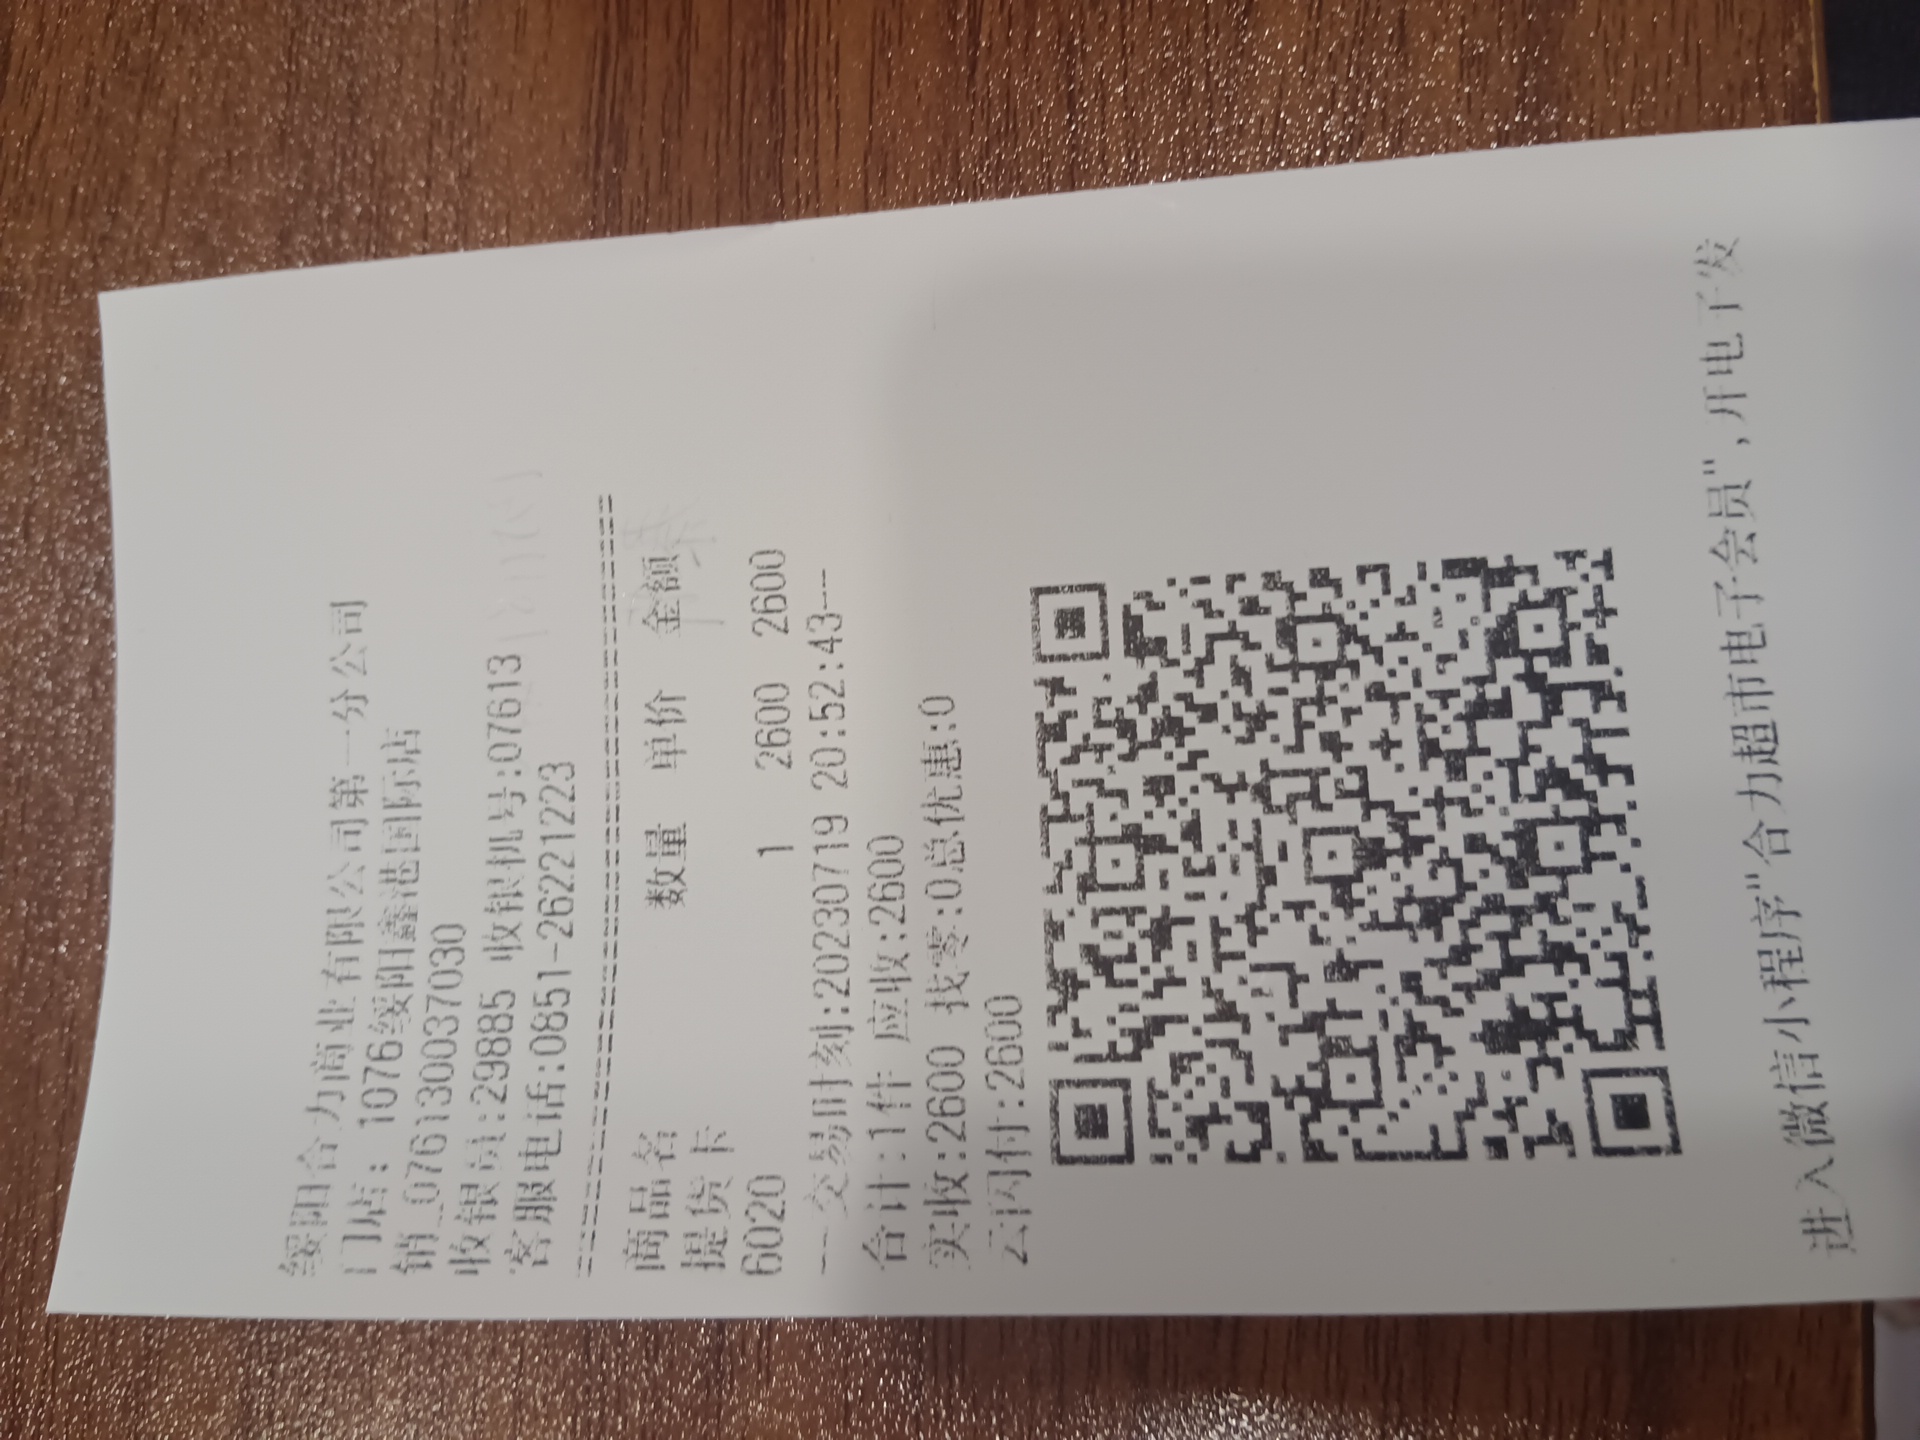 绥阳合力商业有限公司第一分公司
门店: 1076绥阳鑫港国际店
销_076130037030
收银员:29885 收银机号:07613
客服电话:0851-26221223
商品名 数量 单价 金额
提货卡
6020 1 2600 2600
--交易时刻:20230719 20:52:43--
合计:1件 应收:2600
实收:2600 找零:0总优惠:0
云闪付:2600
进入微信小程序"合力超市电子会员",开电子发